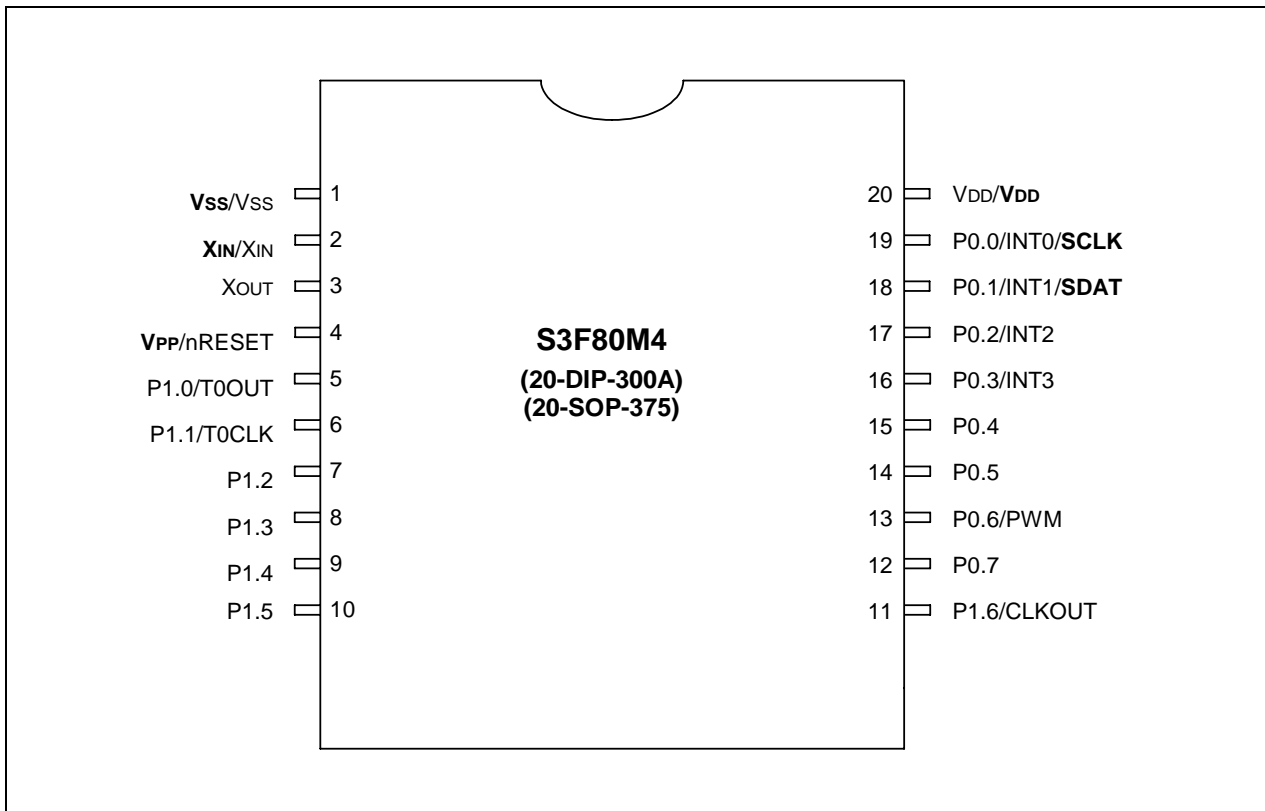 VSS/VSS 1
XIN/XIN 2
XOUT 3
VPP/nRESET 4
P1.0/T0OUT 5
P1.1/T0CLK 6
P1.2 7
P1.3 8
P1.4 9
P1.5 10
S3F80M4
(20-DIP-300A)
(20-SOP-375)
20 VDD/VDD
19 P0.0/INT0/SCLK
18 P0.1/INT1/SDAT
17 P0.2/INT2
16 P0.3/INT3
15 P0.4
14 P0.5
13 P0.6/PWM
12 P0.7
11 P1.6/CLKOUT